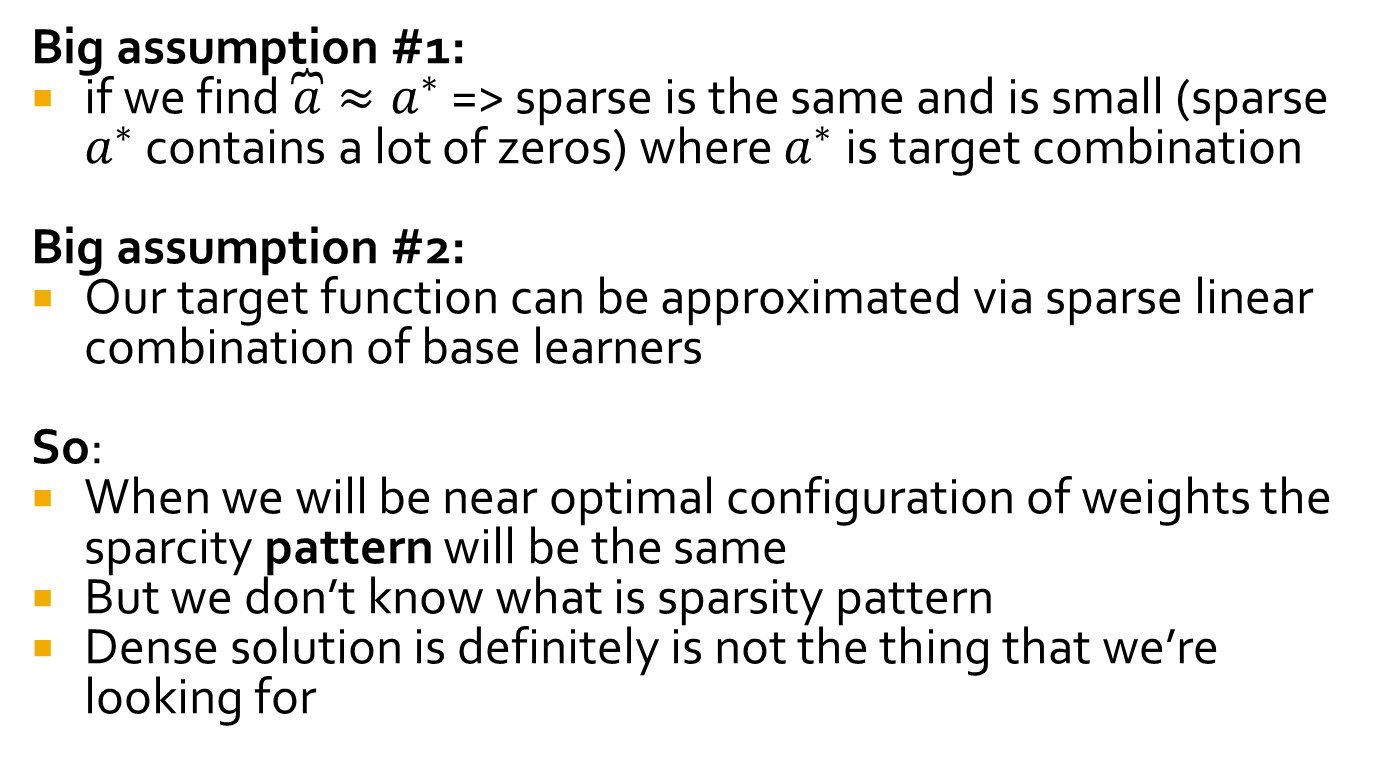 Big assumption #1:
▪ if we find a͠ ≈ a* => sparse is the same and is small (sparse
a* contains a lot of zeros) where a* is target combination
Big assumption #2:
▪ Our target function can be approximated via sparse linear
combination of base learners
So:
▪ When we will be near optimal configuration of weights the
sparcity pattern will be the same
▪ But we don’t know what is sparsity pattern
▪ Dense solution is definitely is not the thing that we’re
looking for